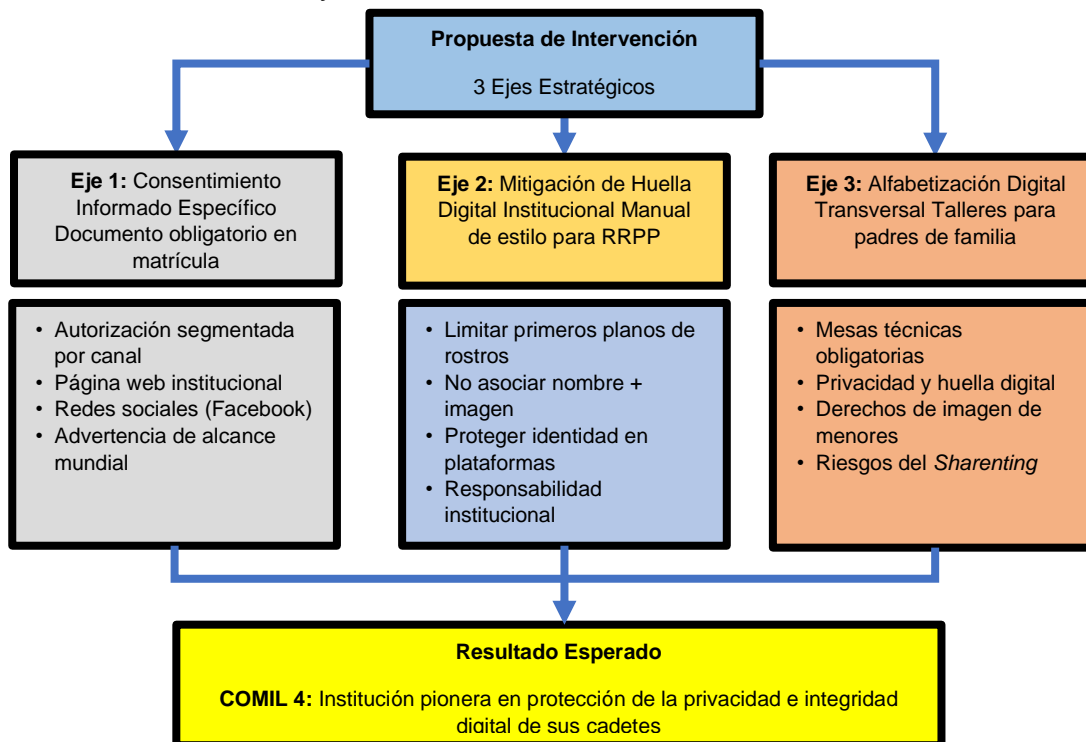 Propuesta de Intervención
3 Ejes Estratégicos
Eje 1: Consentimiento
Informado Específico
Documento obligatorio en
matrícula
Eje 2: Mitigación de Huella
Digital Institucional Manual
de estilo para RRPP
Eje 3: Alfabetización Digital
Transversal Talleres para
padres de familia
• Autorización segmentada
por canal
• Página web institucional
• Redes sociales (Facebook)
• Advertencia de alcance
mundial
• Limitar primeros planos de
rostros
• No asociar nombre +
imagen
• Proteger identidad en
plataformas
• Responsabilidad
institucional
• Mesas técnicas
obligatorias
• Privacidad y huella digital
• Derechos de imagen de
menores
• Riesgos del Sharenting
Resultado Esperado
COMIL 4: Institución pionera en protección de la privacidad e integridad
digital de sus cadetes